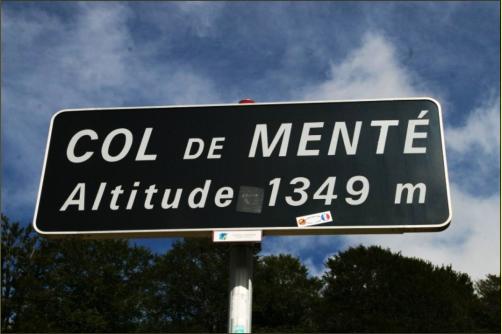 COL DE MENTÉ
Altitude 1349 m